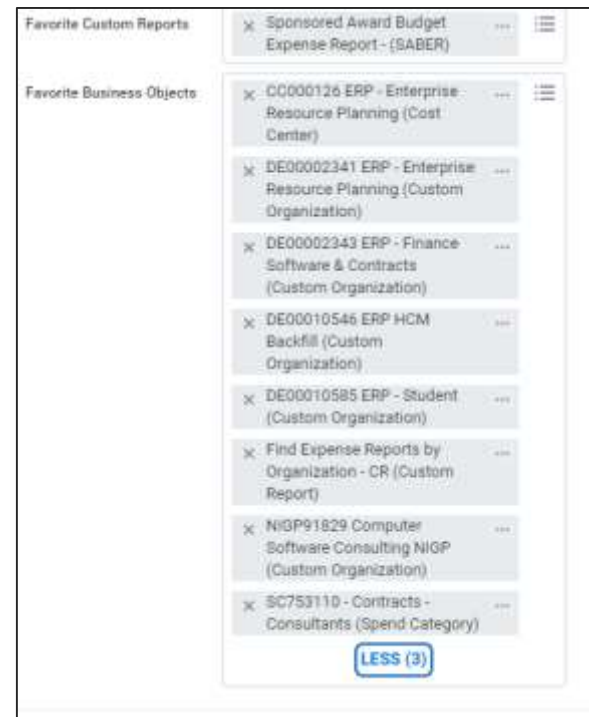 Favorite Custom Reports
× Sponsored Award Budget ...
Expense Report - (SABER)
Favorite Business Objects
× CC000126 ERP - Enterprise ...
Resource Planning (Cost
Center)
× DE00002341 ERP - Enterprise ...
Resource Planning (Custom
Organization)
× DE00002343 ERP - Finance ...
Software & Contracts
(Custom Organization)
× DE00010546 ERP HCM ...
Backfill (Custom
Organization)
× DE00010585 ERP - Student ...
(Custom Organization)
× Find Expense Reports by ...
Organization - CR (Custom
Report)
× NIGP91829 Computer ...
Software Consulting NIGP
(Custom Organization)
× SC753110 - Contracts - ...
Consultants (Spend Category)
LESS (3)